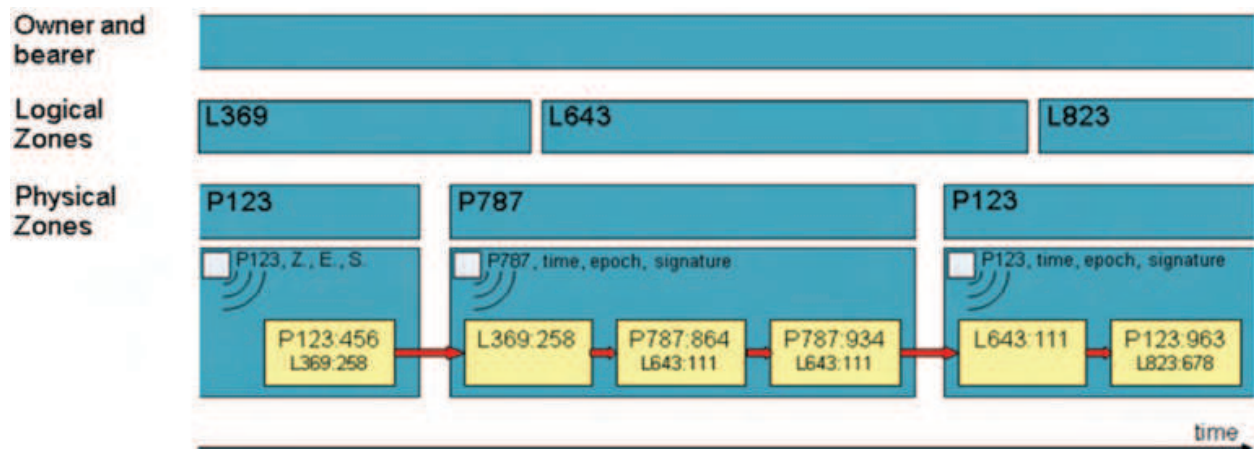 Owner and
bearer
Logical
Zones
L369
L643
L823
Physical
Zones
P123
P787
P123
P123, Z., E., S.
P787, time, epoch, signature
P123, time, epoch, signature
P123:456
L369:258
L369:258
P787:864
L643:111
P787:934
L643:111
L643:111
P123:963
L823:678
time